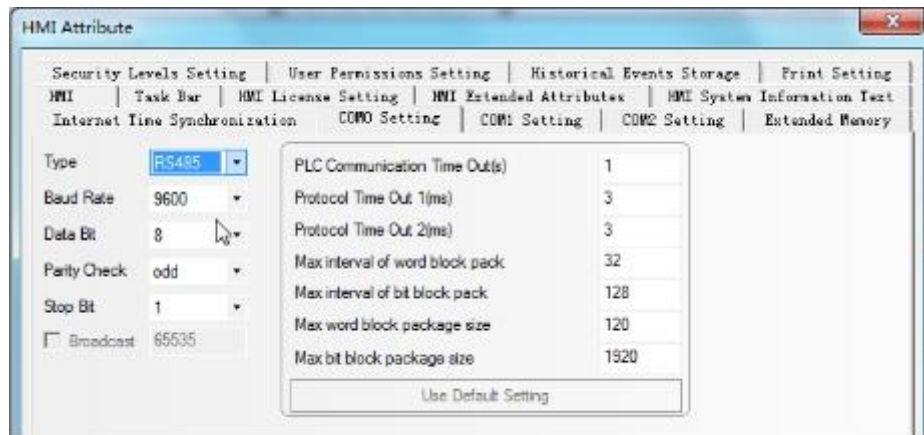 HMI Attribute
Security Levels Setting User Permissions Setting Historical Events Storage Print Setting
HMI Task Bar HMI License Setting HMI Extended Attributes HMI System Information Text
Internet Time Synchronization COM0 Setting COM1 Setting COM2 Setting Extended Memory
Type RS485
Baud Rate 9600
Data Bit 8
Parity Check odd
Stop Bit 1
Broadcast 65535
PLC Communication Time Out(s) 1
Protocol Time Out 1(ms) 3
Protocol Time Out 2(ms) 3
Max interval of word block pack 32
Max interval of bit block pack 128
Max word block package size 120
Max bit block package size 1920
Use Default Setting